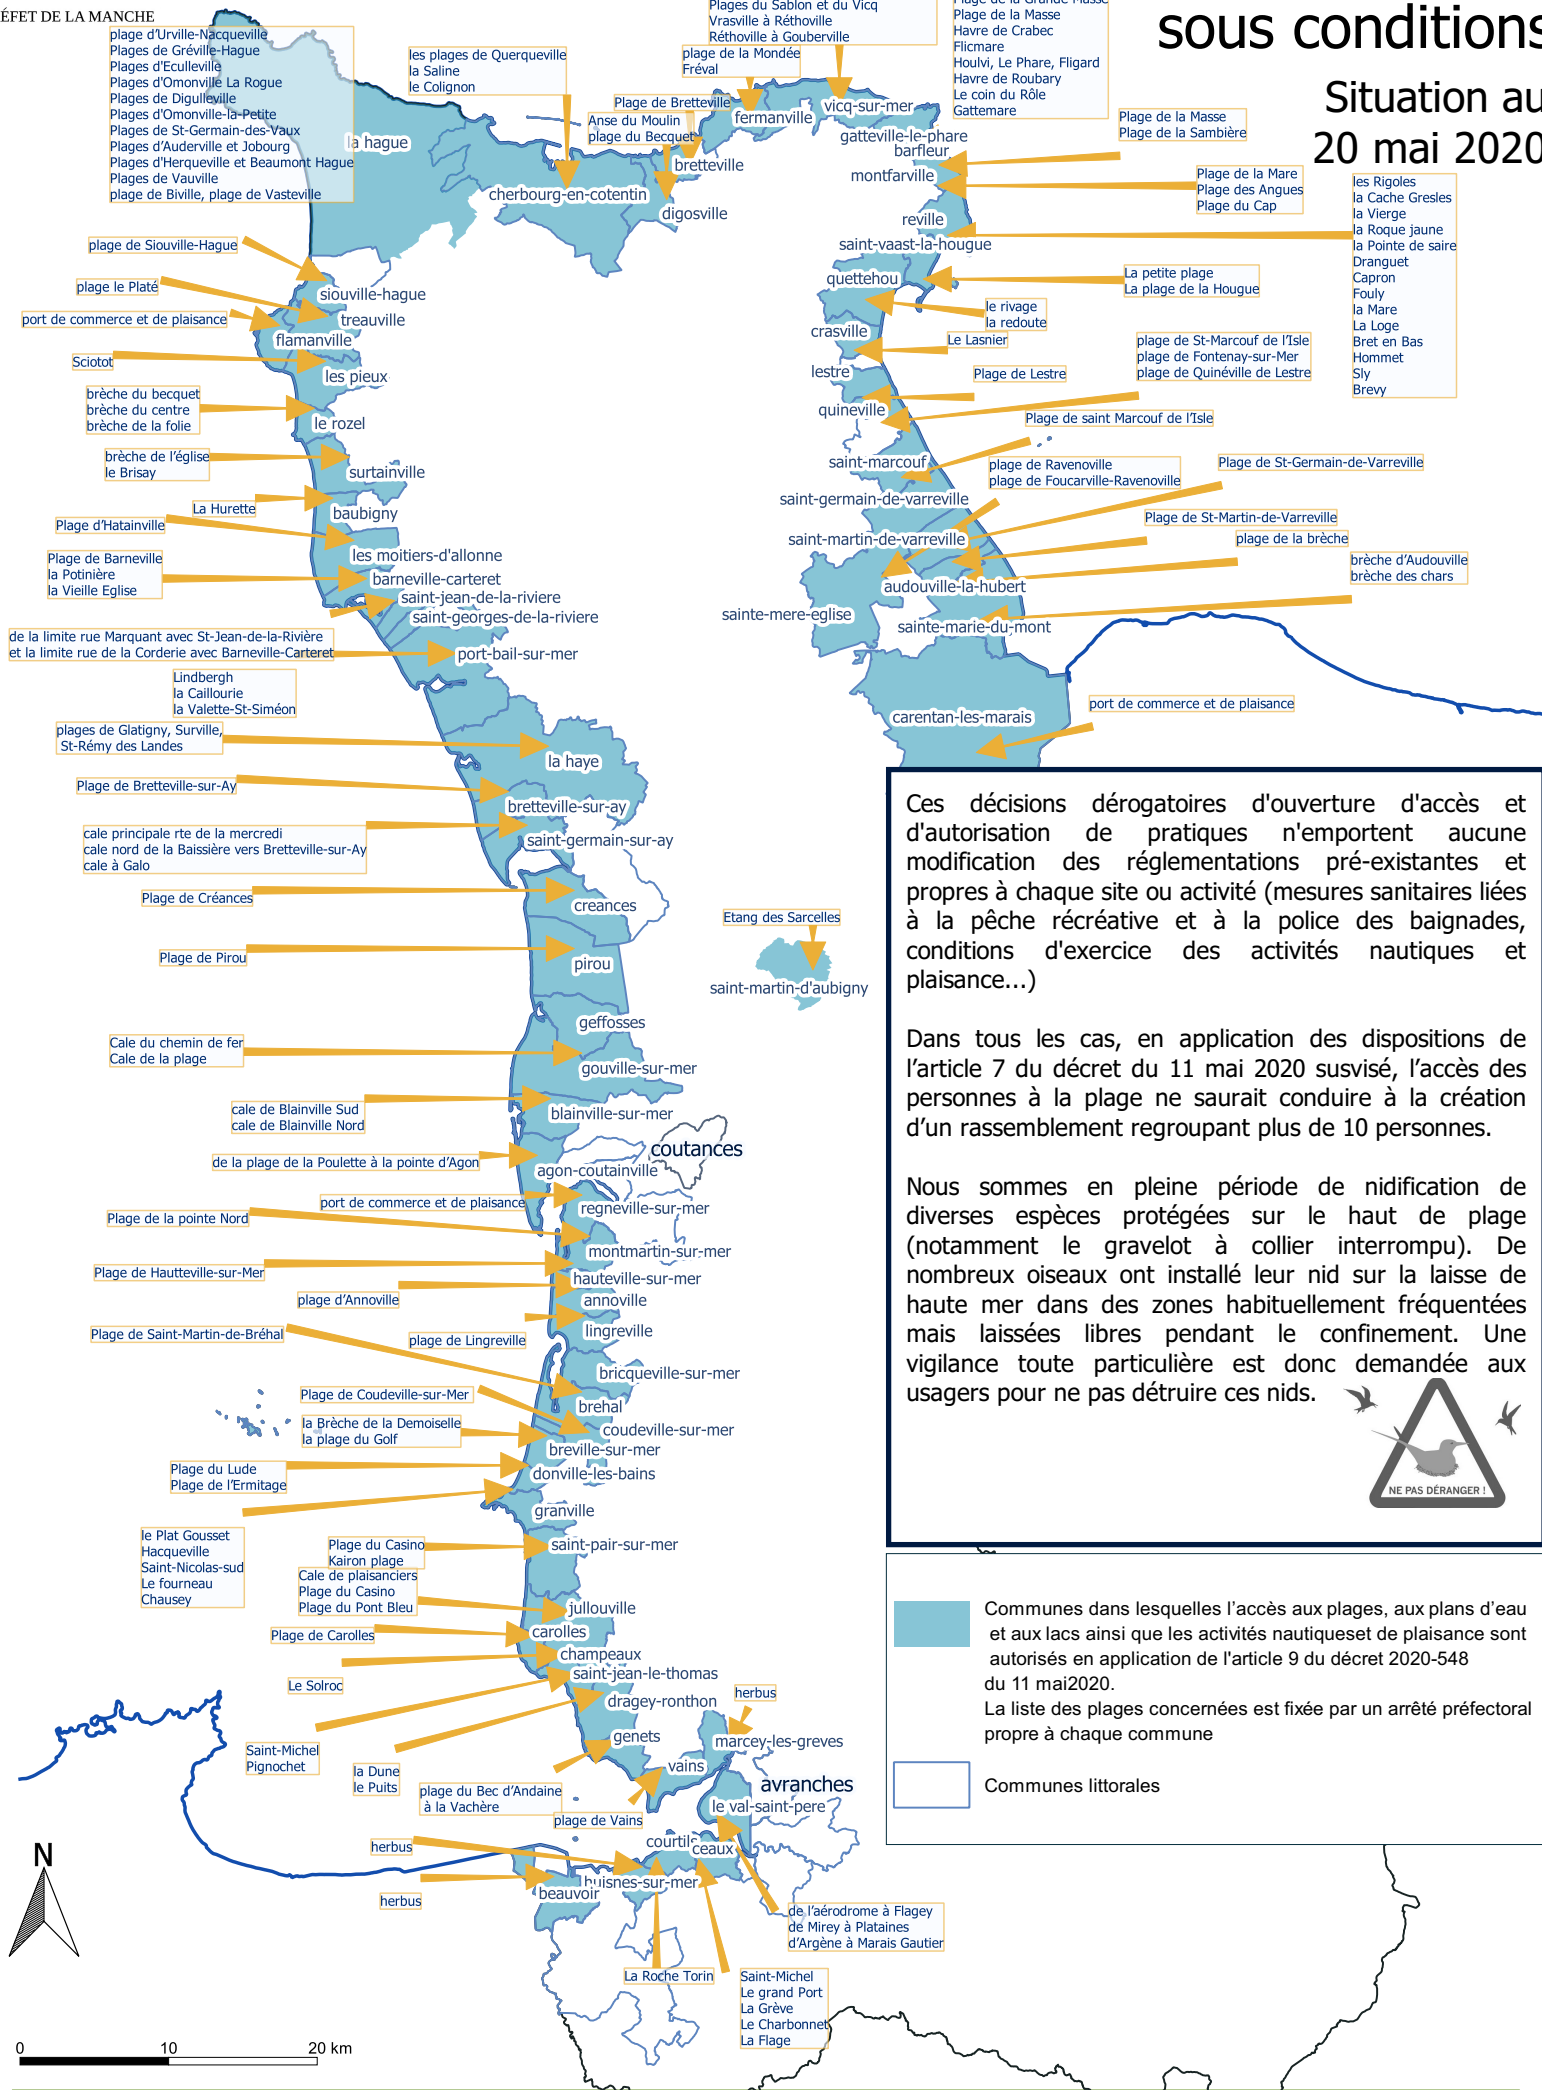 ÉFET DE LA MANCHE
sous conditions
Situation au
20 mai 2020
plage d'Urville-Nacqueville
Plages de Gréville-Hague
Plages d'Eculleville
Plages d'Omonville La Rogue
Plages de Digulleville
Plages d'Omonville-la-Petite
Plages de St-Germain-des-Vaux
Plages d'Auderville et Jobourg
Plages d'Herqueville et Beaumont Hague
Plages de Vauville
plage de Biville, plage de Vasteville
les plages de Querqueville
la Saline
le Colignon
Plages du Sablon et du Vicq
Vrasville à Réthoville
Réthoville à Gouberville
plage de la Mondée
Fréval
Plage de Bretteville
Anse du Moulin
plage du Becquet
Plage de la Grande Masse
Plage de la Masse
Havre de Crabec
Flicmare
Houlvi, Le Phare, Fligard
Havre de Roubary
Le coin du Rôle
Gattemare
Plage de la Masse
Plage de la Sambière
Plage de la Mare
Plage des Angues
Plage du Cap
les Rigoles
la Cache Gresles
la Vierge
la Roque jaune
la Pointe de saire
Dranguet
Capron
Fouly
la Mare
La Loge
Bret en Bas
Hommet
Sly
Brevy
la hague
cherbourg-en-cotentin
digosville
bretteville
fermanville
vicq-sur-mer
gatteville-le-phare
barfleur
montfarville
reville
saint-vaast-la-hougue
quettehou
crasville
lestre
quineville
saint-marcouf
saint-germain-de-varreville
saint-martin-de-varreville
audouville-la-hubert
sainte-mere-eglise
sainte-marie-du-mont
carentan-les-marais
La petite plage
La plage de la Hougue
le rivage
la redoute
Le Lasnier
plage de St-Marcouf de l'Isle
plage de Fontenay-sur-Mer
plage de Quinéville de Lestre
Plage de Lestre
Plage de saint Marcouf de l'Isle
plage de Ravenoville
plage de Foucarville-Ravenoville
Plage de St-Germain-de-Varreville
Plage de St-Martin-de-Varreville
plage de la brèche
brèche d'Audouville
brèche des chars
port de commerce et de plaisance
plage de Siouville-Hague
plage le Platé
port de commerce et de plaisance
Sciotot
brèche du becquet
brèche du centre
brèche de la folie
brèche de l'église
le Brisay
La Hurette
Plage d'Hatainville
Plage de Barneville
la Potinière
la Vieille Eglise
de la limite rue Marquant avec St-Jean-de-la-Rivière
et la limite rue de la Corderie avec Barneville-Carteret
Lindbergh
la Caillourie
la Valette-St-Siméon
plages de Glatigny, Surville,
St-Rémy des Landes
Plage de Bretteville-sur-Ay
cale principale rte de la mercredi
cale nord de la Baissière vers Bretteville-sur-Ay
cale à Galo
Plage de Créances
Plage de Pirou
Cale du chemin de fer
Cale de la plage
cale de Blainville Sud
cale de Blainville Nord
de la plage de la Poulette à la pointe d'Agon
port de commerce et de plaisance
Plage de la pointe Nord
Plage de Hautteville-sur-Mer
plage d'Annoville
Plage de Saint-Martin-de-Bréhal
plage de Lingreville
Plage de Coudeville-sur-Mer
la Brèche de la Demoiselle
la plage du Golf
Plage du Lude
Plage de l'Ermitage
le Plat Gousset
Hacqueville
Saint-Nicolas-sud
Le fourneau
Chausey
Plage du Casino
Kairon plage
Cale de plaisanciers
Plage du Casino
Plage du Pont Bleu
Plage de Carolles
Le Solroc
Saint-Michel
Pignochet
la Dune
le Puits
plage du Bec d'Andaine
à la Vachère
plage de Vains
herbus
herbus
herbus
siouville-hague
treauville
flamanville
les pieux
le rozel
surtainville
baubigny
les moitiers-d'allonne
barneville-carteret
saint-jean-de-la-riviere
saint-georges-de-la-riviere
port-bail-sur-mer
la haye
bretteville-sur-ay
saint-germain-sur-ay
creances
pirou
geffosses
gouville-sur-mer
blainville-sur-mer
coutances
agon-coutainville
regneville-sur-mer
montmartin-sur-mer
hauteville-sur-mer
annoville
lingreville
bricqueville-sur-mer
brehal
coudeville-sur-mer
breville-sur-mer
donville-les-bains
granville
saint-pair-sur-mer
jullouville
carolles
champeaux
saint-jean-le-thomas
dragey-ronthon
genets
marcey-les-greves
vains
avranches
le val-saint-pere
courtils
ceaux
huisnes-sur-mer
beauvoir
Etang des Sarcelles
saint-martin-d'aubigny
de l'aérodrome à Flagey
de Mirey à Plataines
d'Argène à Marais Gautier
La Roche Torin
Saint-Michel
Le grand Port
La Grève
Le Charbonnet
La Flage
Ces décisions dérogatoires d'ouverture d'accès et
d'autorisation de pratiques n'emportent aucune
modification des réglementations pré-existantes et
propres à chaque site ou activité (mesures sanitaires liées
à la pêche récréative et à la police des baignades,
conditions d'exercice des activités nautiques et
plaisance...)
Dans tous les cas, en application des dispositions de
l'article 7 du décret du 11 mai 2020 susvisé, l'accès des
personnes à la plage ne saurait conduire à la création
d'un rassemblement regroupant plus de 10 personnes.
Nous sommes en pleine période de nidification de
diverses espèces protégées sur le haut de plage
(notamment le gravelot à collier interrompu). De
nombreux oiseaux ont installé leur nid sur la laisse de
haute mer dans des zones habituellement fréquentées
mais laissées libres pendant le confinement. Une
vigilance toute particulière est donc demandée aux
usagers pour ne pas détruire ces nids.
NE PAS DÉRANGER !
Communes dans lesquelles l'accès aux plages, aux plans d'eau
et aux lacs ainsi que les activités nautiqueset de plaisance sont
autorisés en application de l'article 9 du décret 2020-548
du 11 mai2020.
La liste des plages concernées est fixée par un arrêté préfectoral
propre à chaque commune
Communes littorales
N
0 10 20 km